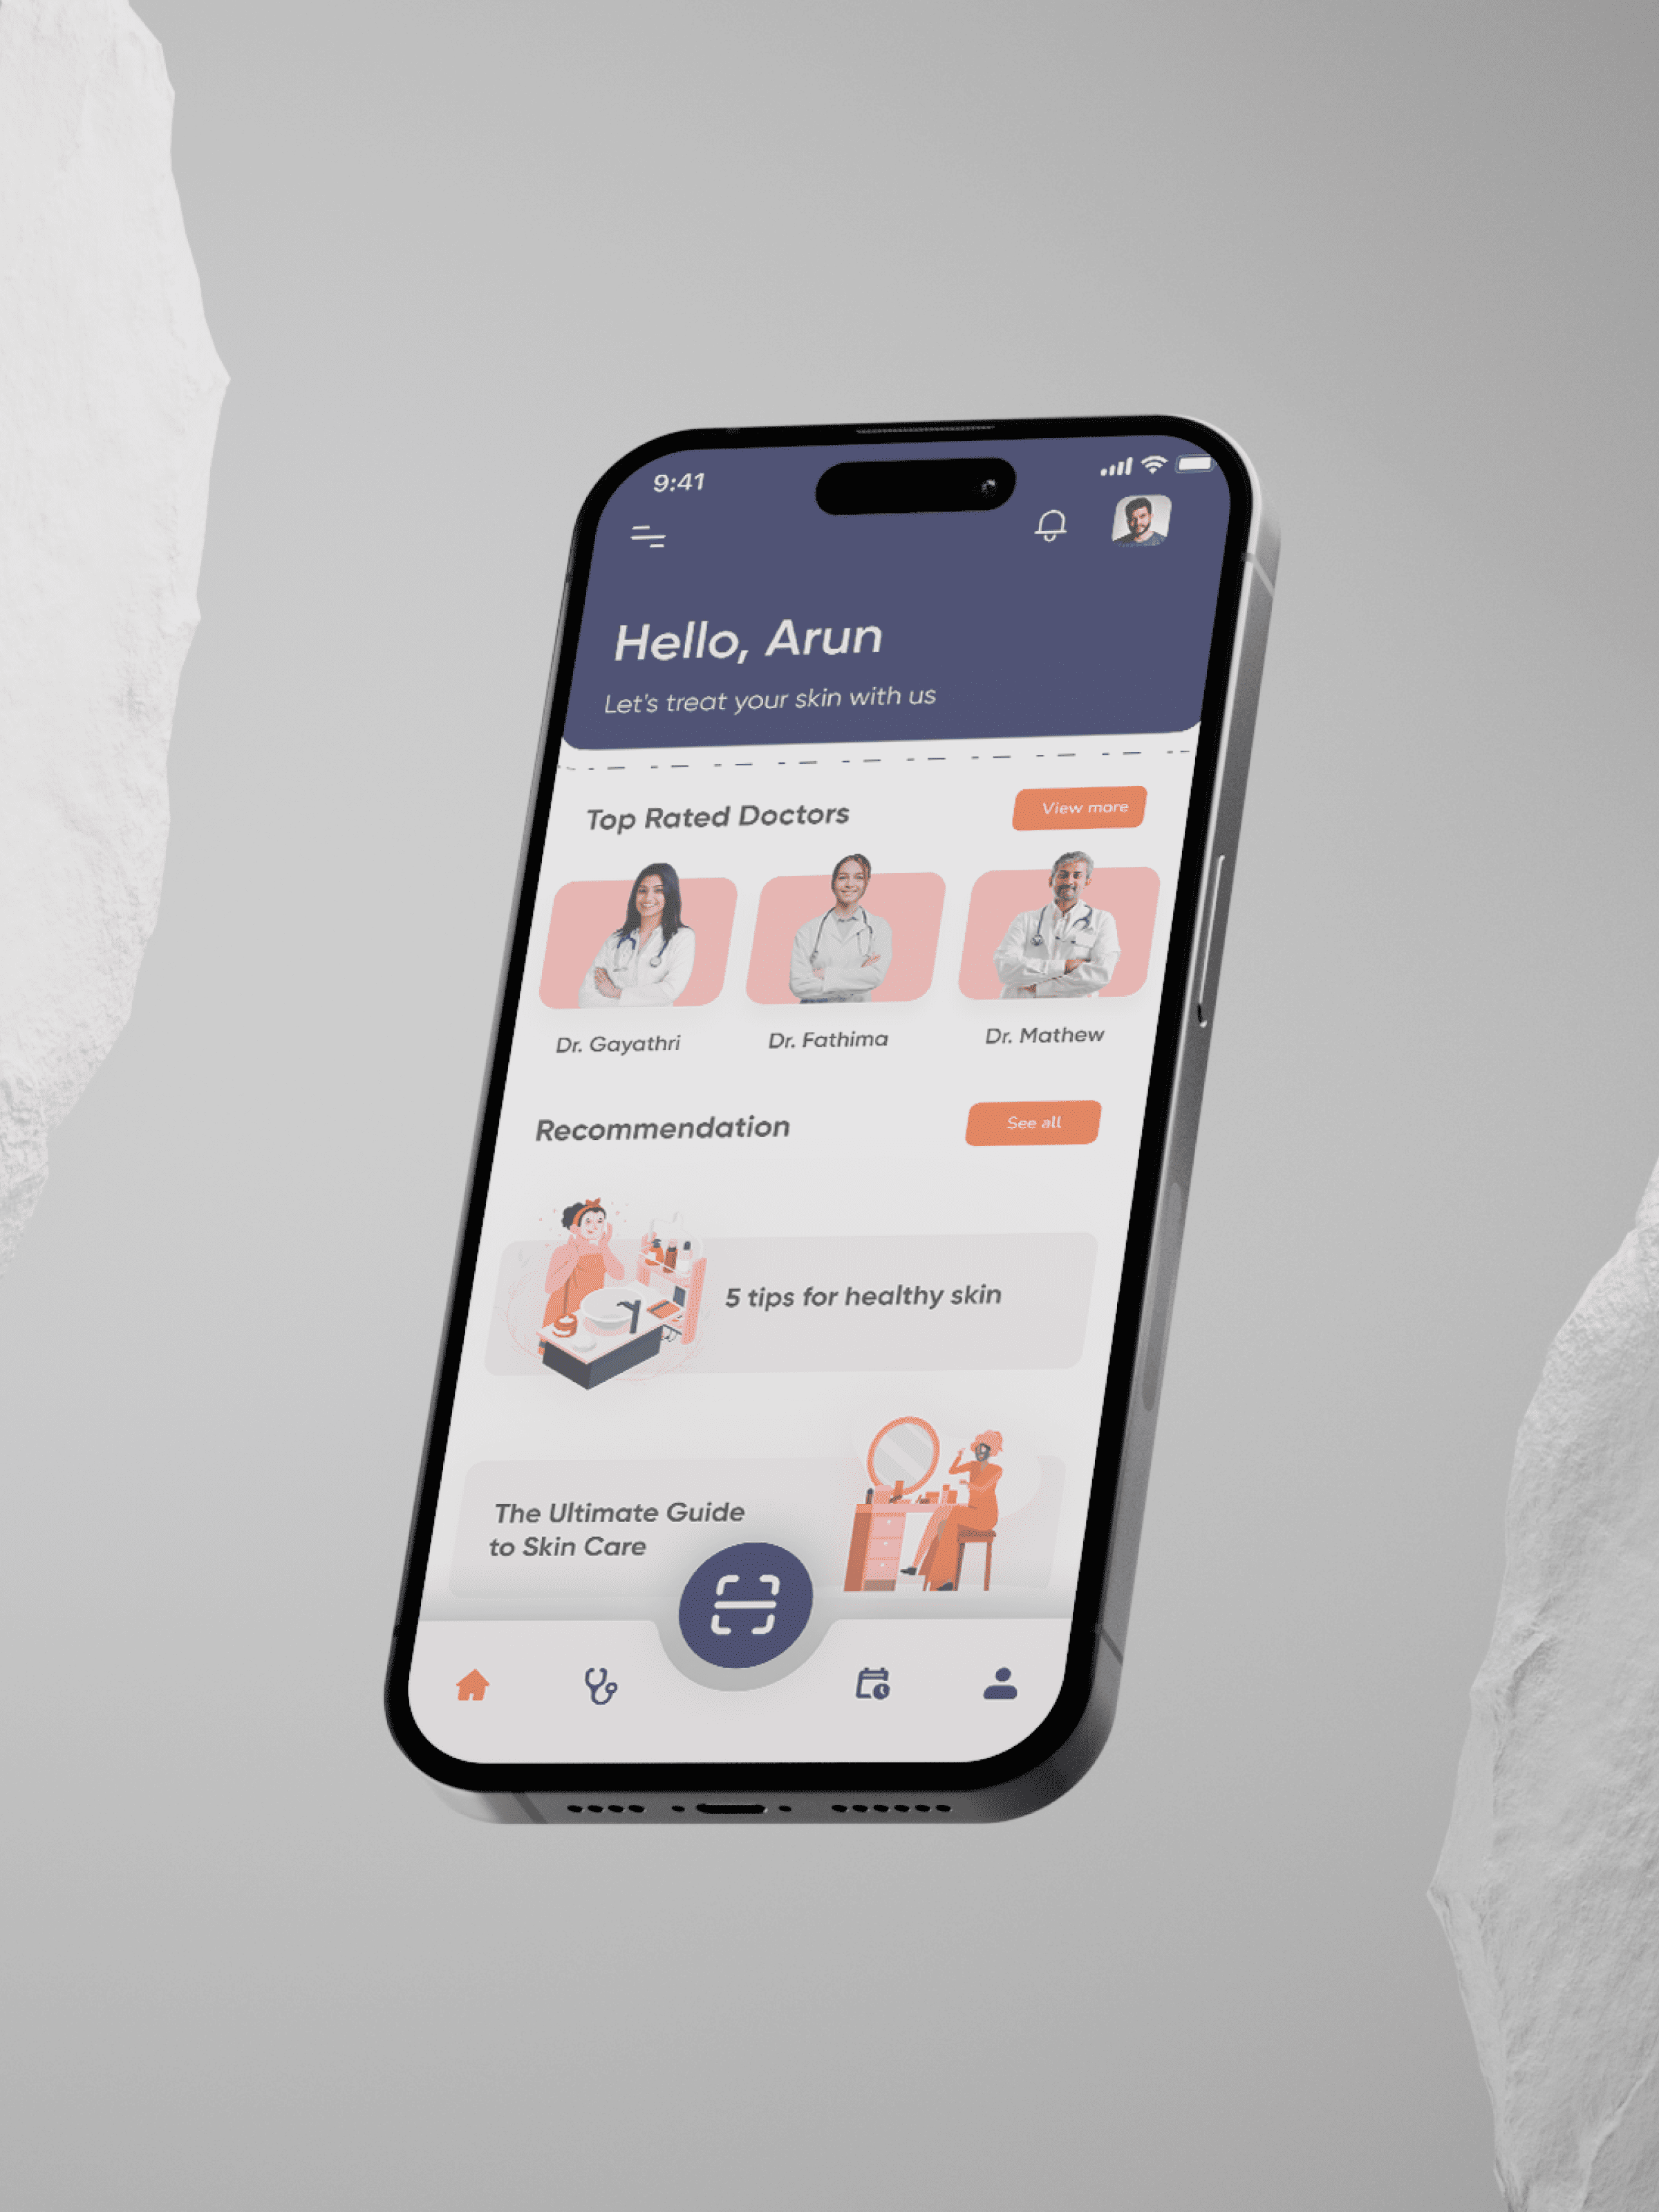 9:41
Hello, Arun
Let's treat your skin with us
Top Rated Doctors
View more
Dr. Gayathri
Dr. Fathima
Dr. Mathew
Recommendation
See all
5 tips for healthy skin
The Ultimate Guide
to Skin Care